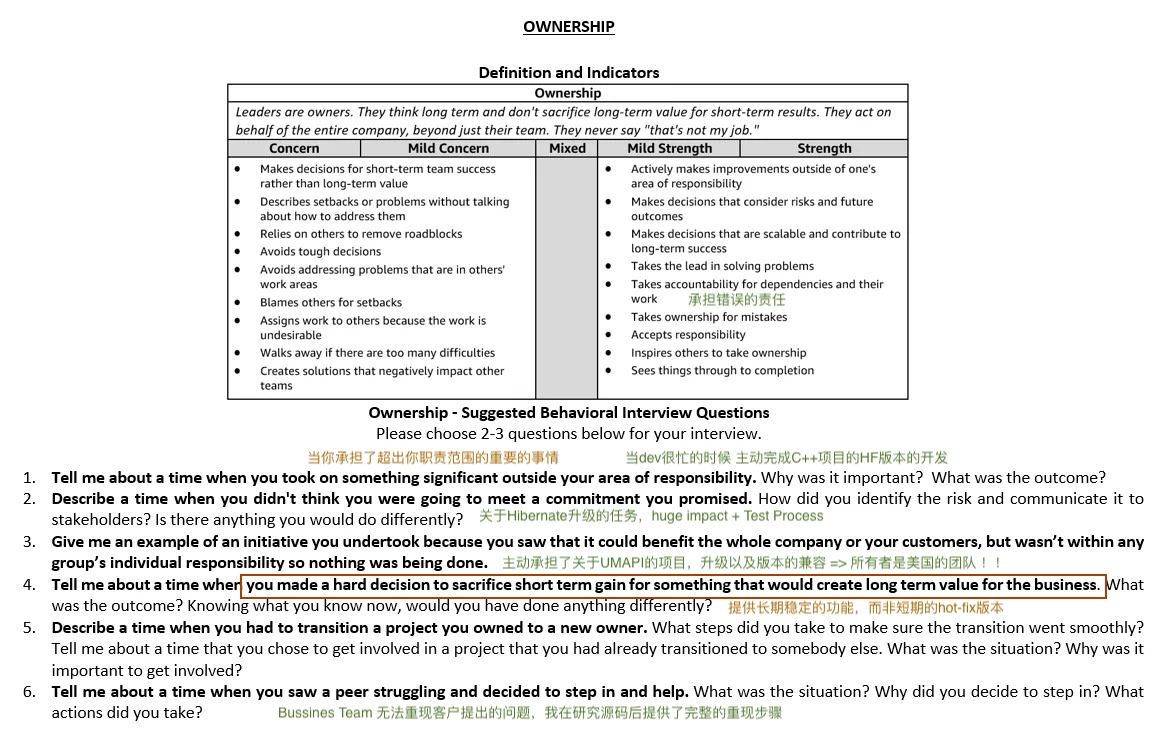 OWNERSHIP
Definition and Indicators
Ownership
Leaders are owners. They think long term and don't sacrifice long-term value for short-term results. They act on
behalf of the entire company, beyond just their team. They never say "that's not my job."
Concern Mild Concern Mixed Mild Strength Strength
• Makes decisions for short-term team success
rather than long-term value
• Describes setbacks or problems without talking
about how to address them
• Relies on others to remove roadblocks
• Avoids tough decisions
• Avoids addressing problems that are in others'
work areas
• Blames others for setbacks
• Assigns work to others because the work is
undesirable
• Walks away if there are too many difficulties
• Creates solutions that negatively impact other
teams
• Actively makes improvements outside of one's
area of responsibility
• Makes decisions that consider risks and future
outcomes
• Makes decisions that are scalable and contribute to
long-term success
• Takes the lead in solving problems
• Takes accountability for dependencies and their
work 承担错误的责任
• Takes ownership for mistakes
• Accepts responsibility
• Inspires others to take ownership
• Sees things through to completion
Ownership - Suggested Behavioral Interview Questions
Please choose 2-3 questions below for your interview.
当你承担了超出你职责范围的重要的事情 当dev很忙的时候 主动完成C++项目的HF版本的开发
1. Tell me about a time when you took on something significant outside your area of responsibility. Why was it important? What was the outcome?
2. Describe a time when you didn't think you were going to meet a commitment you promised. How did you identify the risk and communicate it to
stakeholders? Is there anything you would do differently? 关于Hibernate升级的任务，huge impact + Test Process
3. Give me an example of an initiative you undertook because you saw that it could benefit the whole company or your customers, but wasn't within any
group's individual responsibility so nothing was being done. 主动承担了关于UMAPI的项目，升级以及版本的兼容 => 所有者是美国的团队！！
4. Tell me about a time when you made a hard decision to sacrifice short term gain for something that would create long term value for the business. What
was the outcome? Knowing what you know now, would you have done anything differently? 提供长期稳定的功能，而非短期的hot-fix版本
5. Describe a time when you had to transition a project you owned to a new owner. What steps did you take to make sure the transition went smoothly?
Tell me about a time that you chose to get involved in a project that you had already transitioned to somebody else. What was the situation? Why was it
important to get involved?
6. Tell me about a time when you saw a peer struggling and decided to step in and help. What was the situation? Why did you decide to step in? What
actions did you take? Bussines Team 无法重现客户提出的问题，我在研究源码后提供了完整的重现步骤